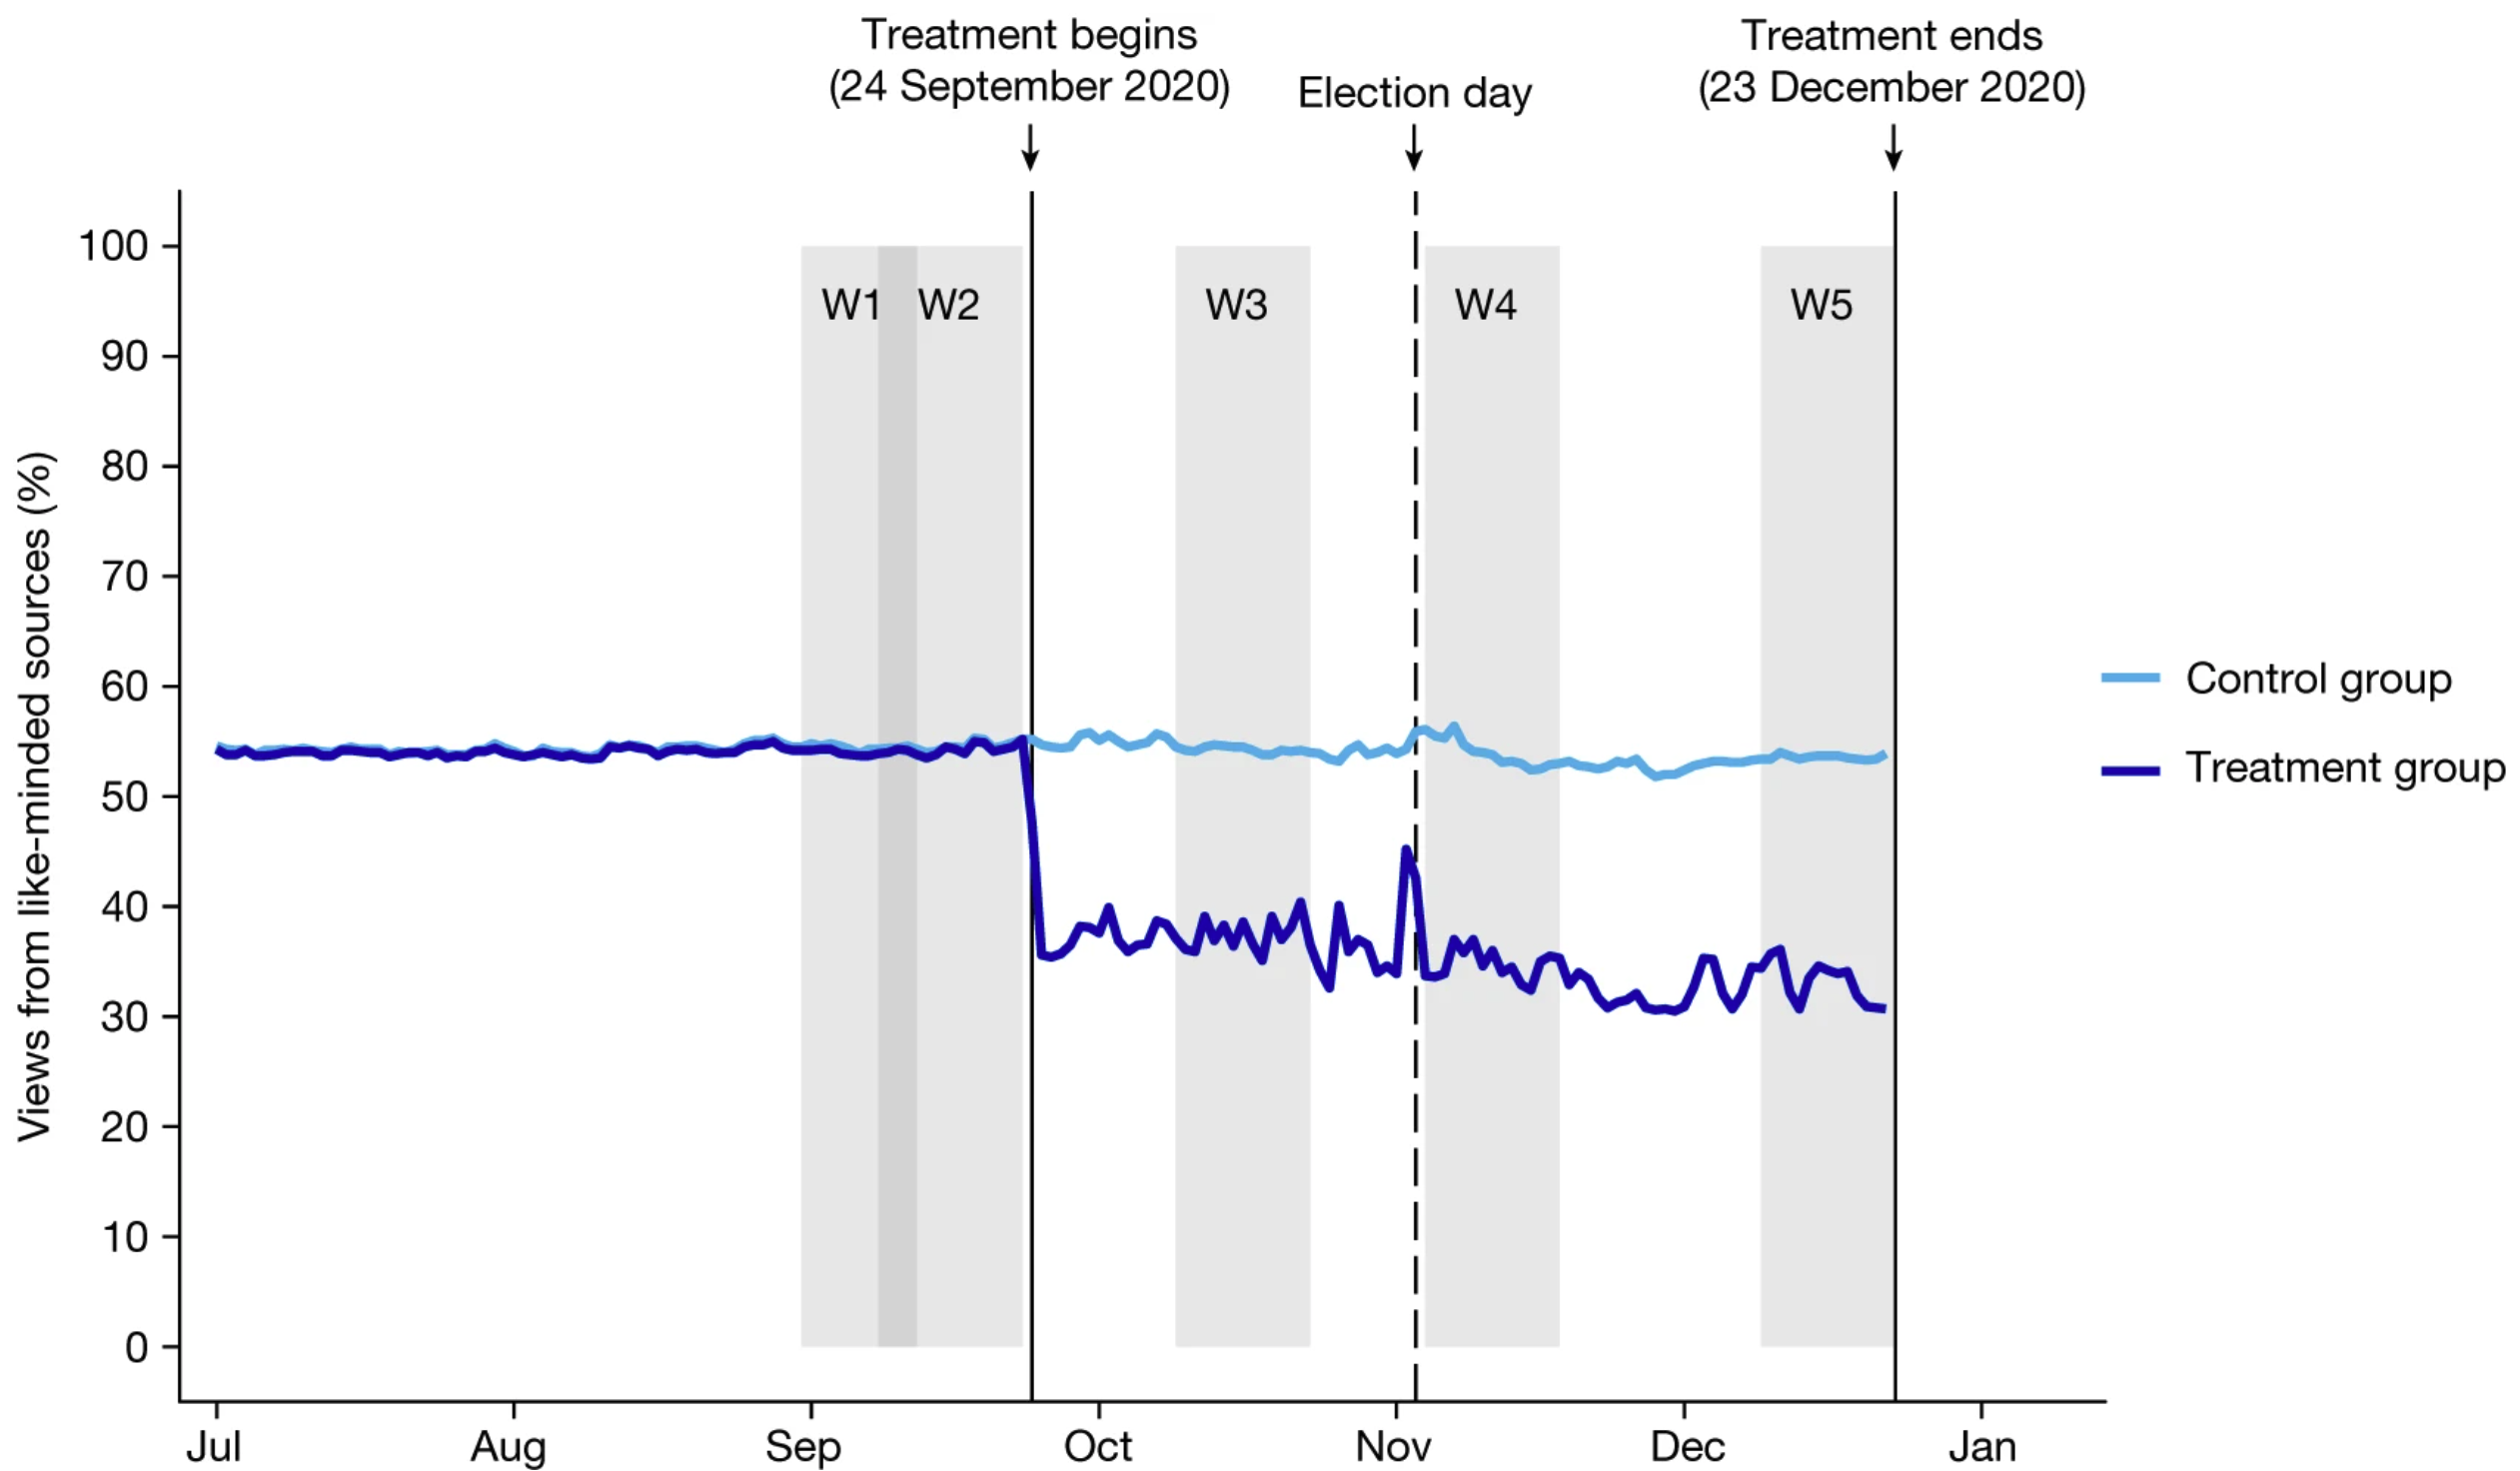 Treatment begins
(24 September 2020)
Election day
Treatment ends
(23 December 2020)
Views from like-minded sources (%)
100
90
80
70
60
50
40
30
20
10
0
W1
W2
W3
W4
W5
Control group
Treatment group
Jul
Aug
Sep
Oct
Nov
Dec
Jan